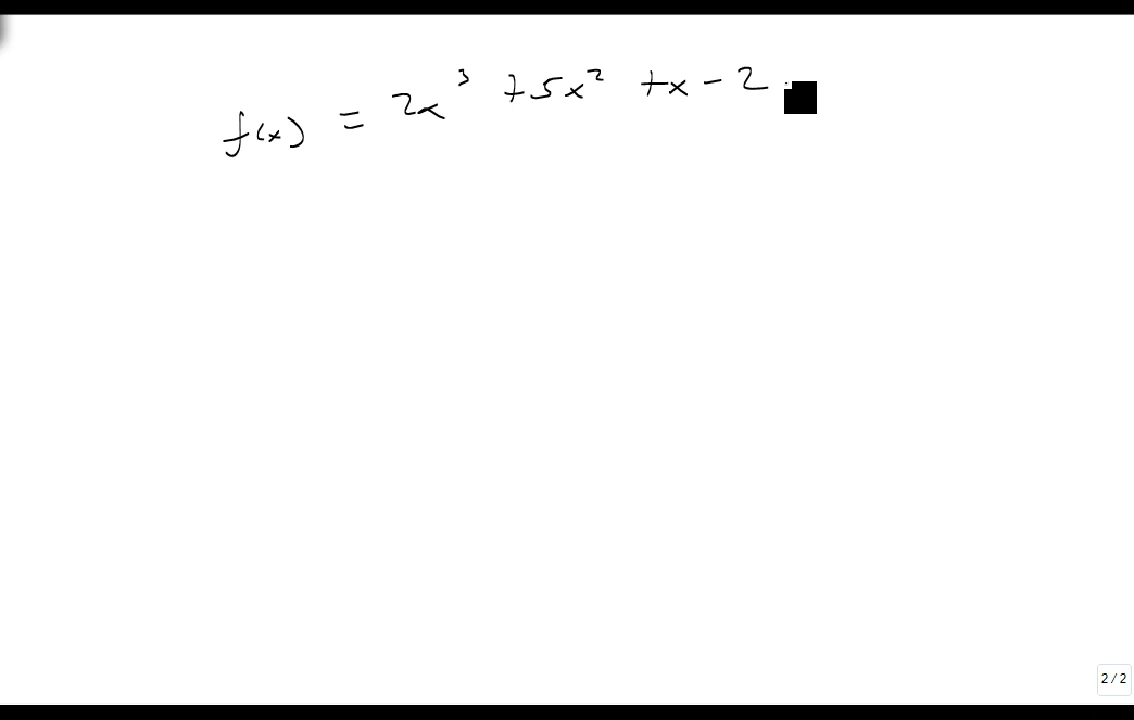 f(x) = 2x³ +5x² +x - 2
2/2